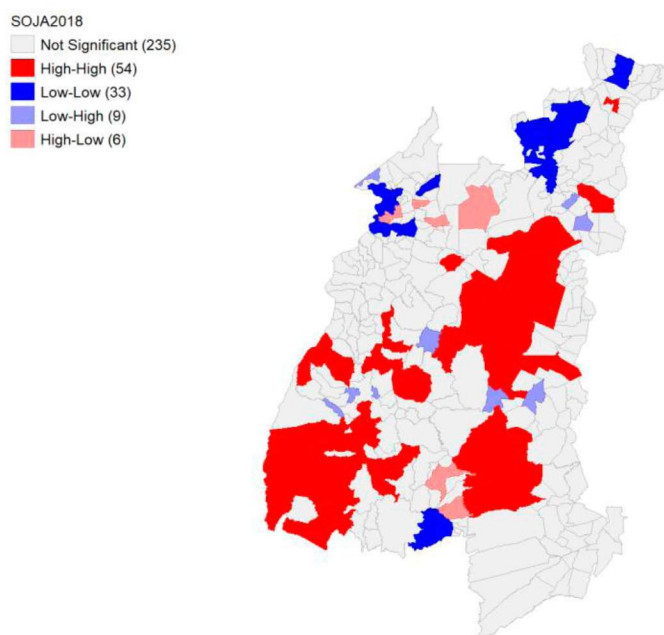 SOJA2018
Not Significant (235)
High-High (54)
Low-Low (33)
Low-High (9)
High-Low (6)